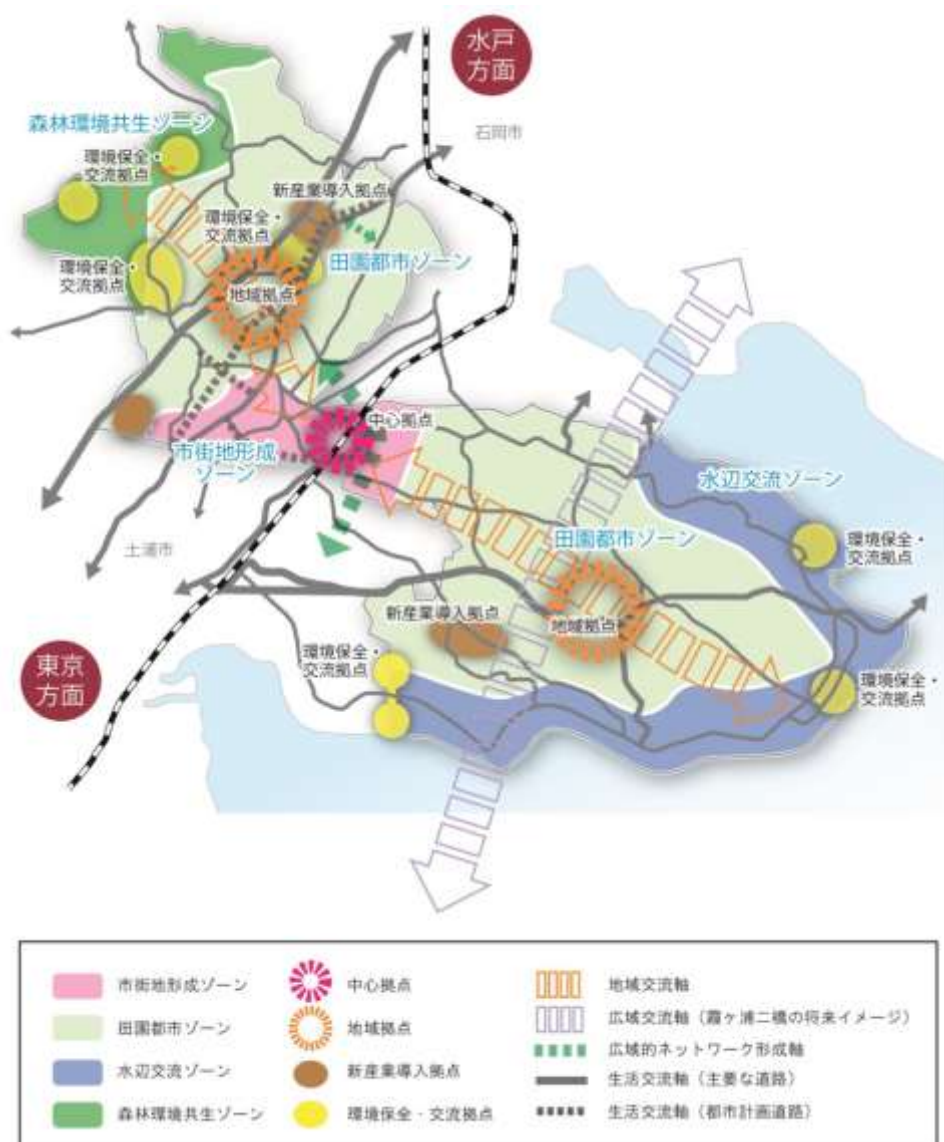 水戸
方面
石岡市
森林環境共生ゾーン
環境保全・
交流拠点
新産業導入拠点
環境保全・
交流拠点
田園都市ゾーン
環境保全・
交流拠点
地域拠点
中心拠点
市街地形成
ゾーン
水辺交流ゾーン
土浦市
田園都市ゾーン
環境保全・
交流拠点
新産業導入拠点
地域拠点
環境保全・
交流拠点
東京
方面
環境保全・
交流拠点
市街地形成ゾーン
田園都市ゾーン
水辺交流ゾーン
森林環境共生ゾーン
中心拠点
地域拠点
新産業導入拠点
環境保全・交流拠点
地域交流軸
広域交流軸（霞ヶ浦二橋の将来イメージ）
広域的ネットワーク形成軸
生活交流軸（主要な道路）
生活交流軸（都市計画道路）